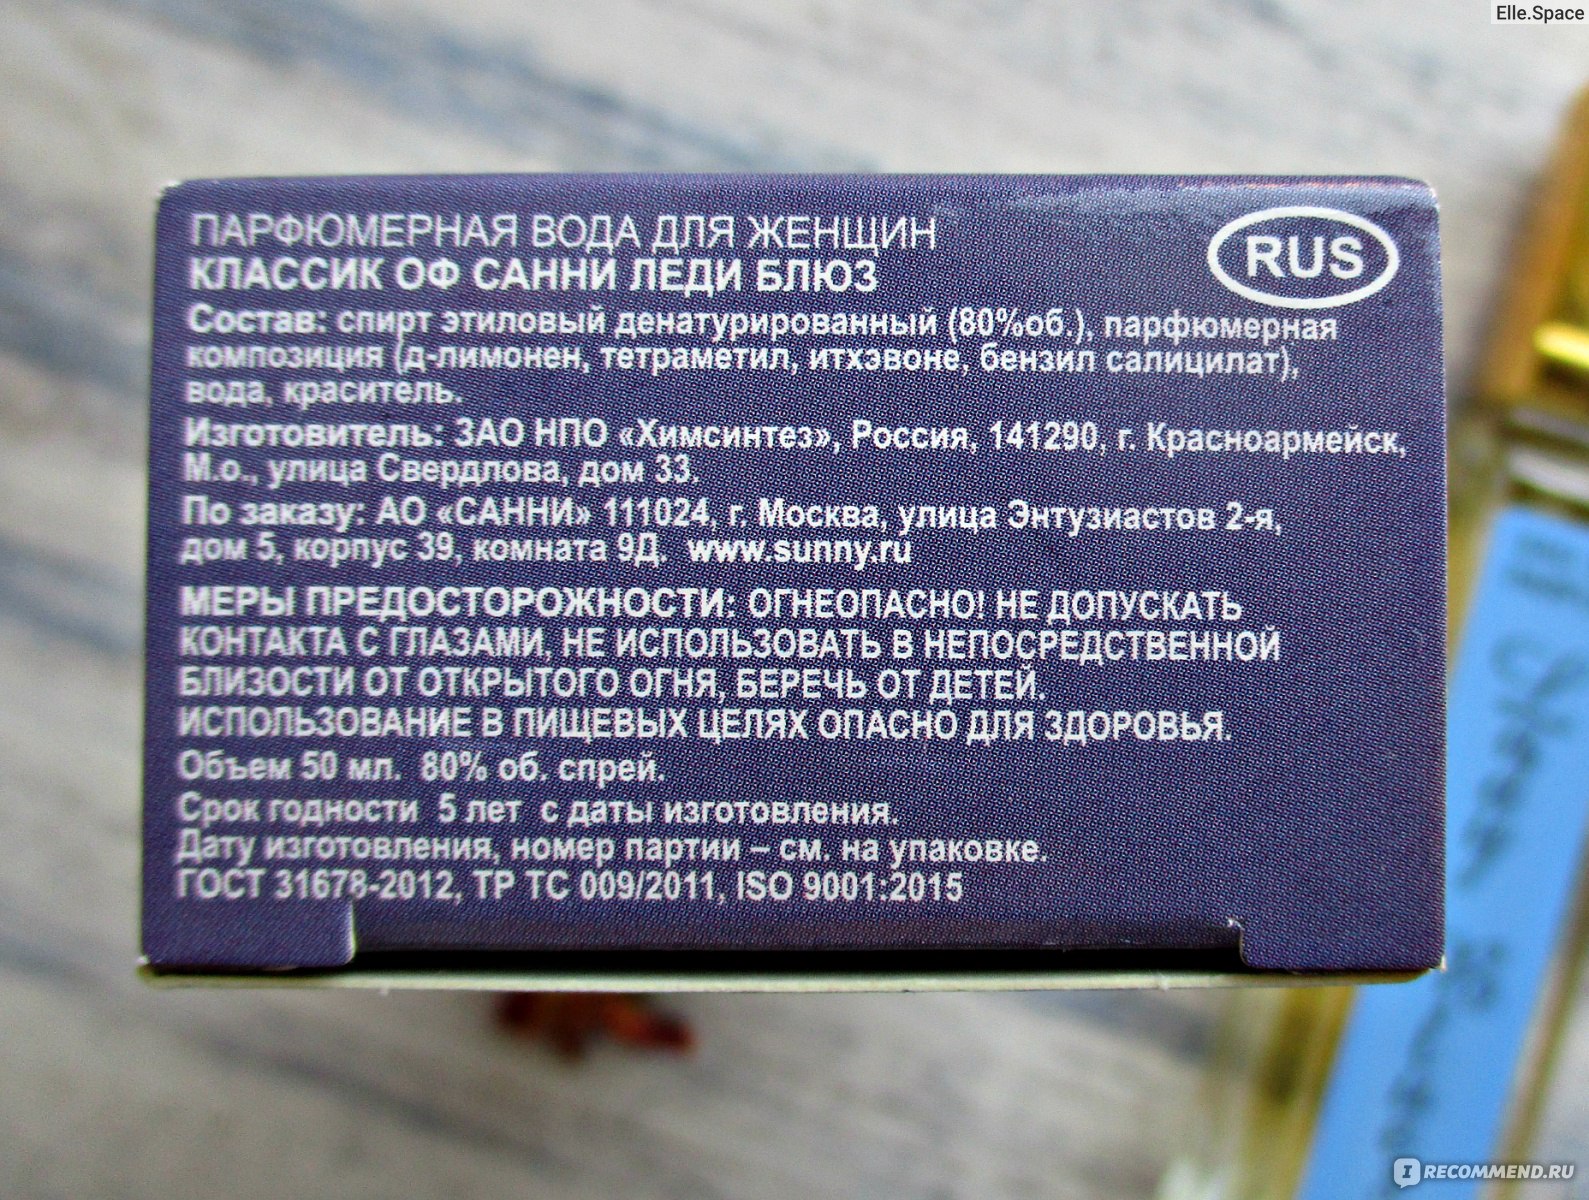 Elle.Space
ПАРФЮМЕРНАЯ ВОДА ДЛЯ ЖЕНЩИН
КЛАССИК ОФ САННИ ЛЕДИ БЛЮЗ
RUS
Состав: спирт этиловый денатурированный (80%об.), парфюмерная
композиция (д-лимонен, тетраметил, итхэвоне, бензил салицилат),
вода, краситель.
Изготовитель: ЗАО НПО «Химсинтез», Россия, 141290, г. Красноармейск,
М.о., улица Свердлова, дом 33.
По заказу: АО «САННИ» 111024, г. Москва, улица Энтузиастов 2-я,
дом 5, корпус 39, комната 9Д. www.sunny.ru
МЕРЫ ПРЕДОСТОРОЖНОСТИ: ОГНЕОПАСНО! НЕ ДОПУСКАТЬ
КОНТАКТА С ГЛАЗАМИ, НЕ ИСПОЛЬЗОВАТЬ В НЕПОСРЕДСТВЕННОЙ
БЛИЗОСТИ ОТ ОТКРЫТОГО ОГНЯ, БЕРЕЧЬ ОТ ДЕТЕЙ.
ИСПОЛЬЗОВАНИЕ В ПИЩЕВЫХ ЦЕЛЯХ ОПАСНО ДЛЯ ЗДОРОВЬЯ.
Объем 50 мл. 80% об. спрей.
Срок годности 5 лет с даты изготовления.
Дату изготовления, номер партии – см. на упаковке.
ГОСТ 31678-2012, ТР ТС 009/2011, ISO 9001:2015
IRECOMMEND.RU